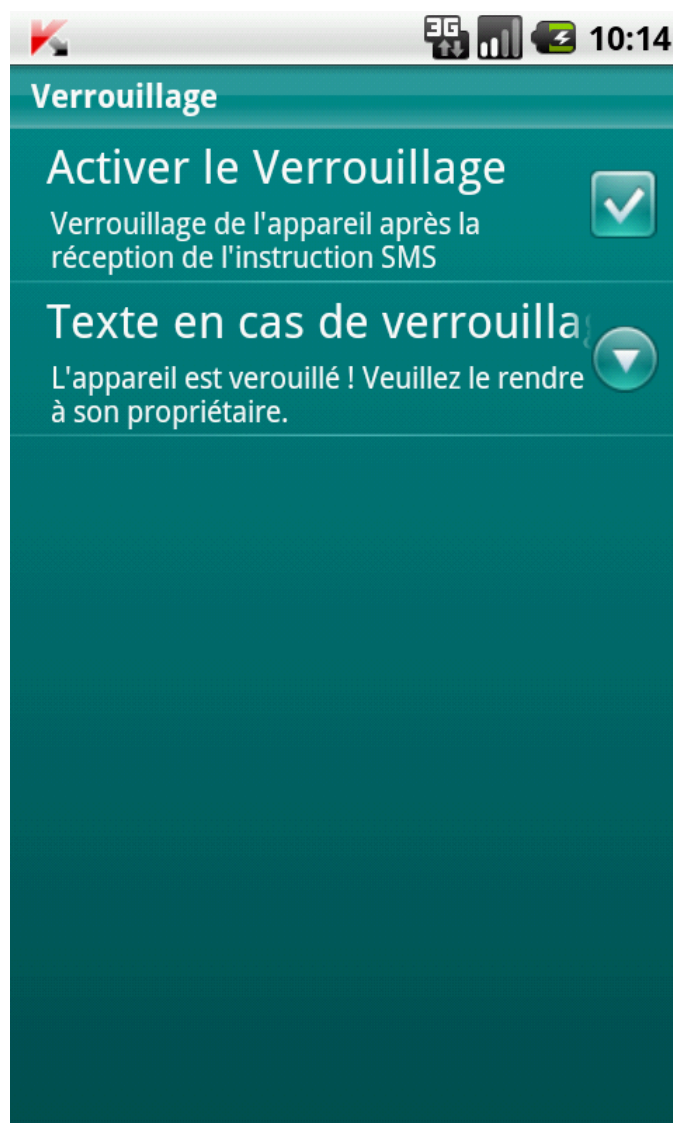 3G 10:14
Verrouillage
Activer le Verrouillage
Verrouillage de l'appareil après la
réception de l'instruction SMS
Texte en cas de verrouillag
L'appareil est verouillé ! Veuillez le rendre
à son propriétaire.